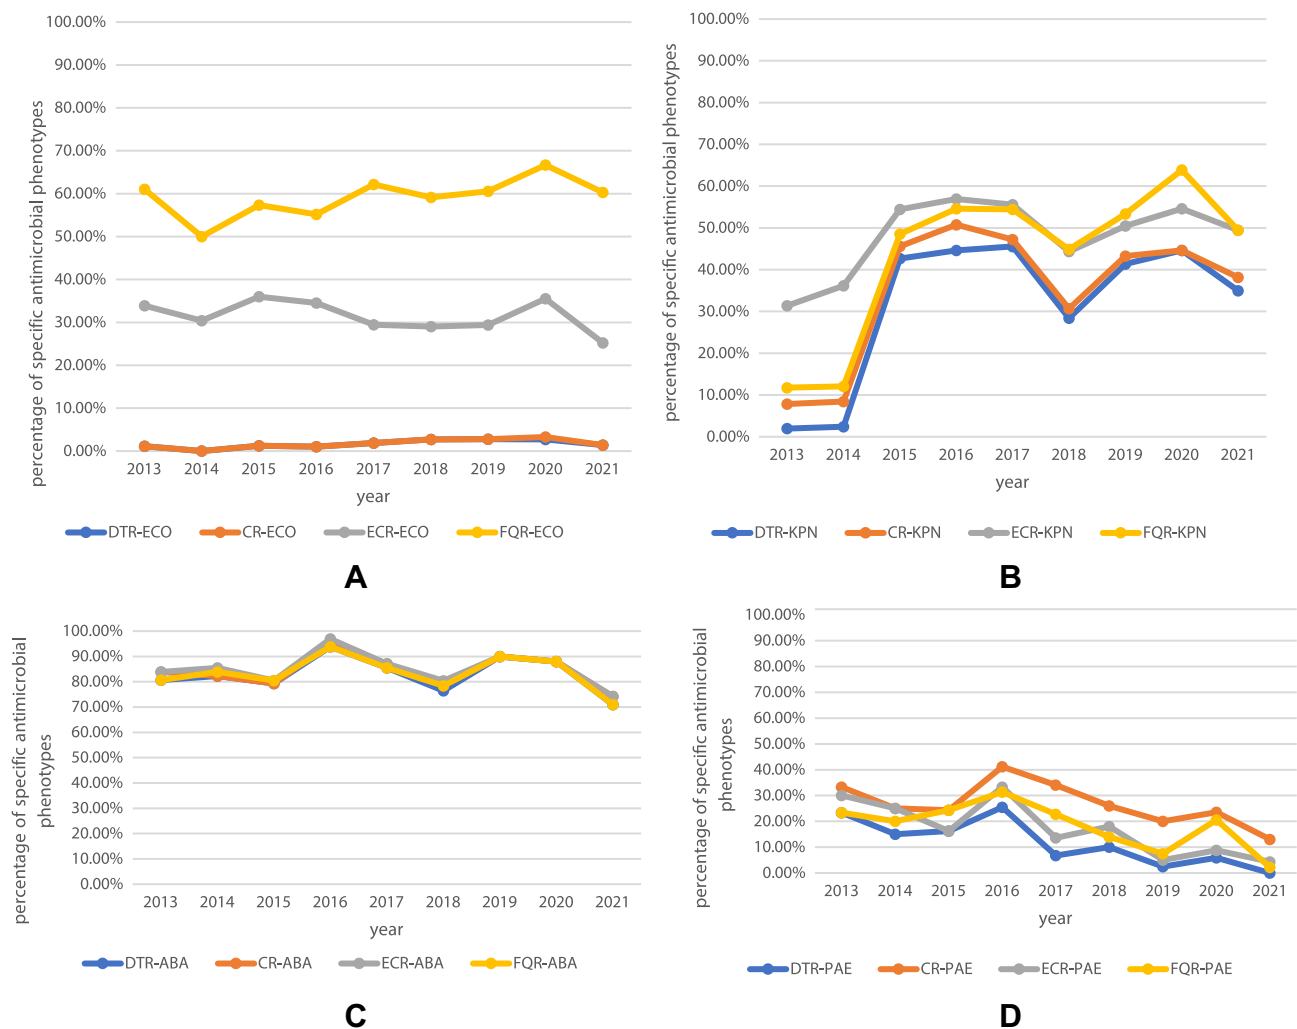 percentage of specific antimicrobial phenotypes
100.00%
90.00%
80.00%
70.00%
60.00%
50.00%
40.00%
30.00%
20.00%
10.00%
0.00%
2013 2014 2015 2016 2017 2018 2019 2020 2021
year
DTR-ECO CR-ECO ECR-ECO FQR-ECO
A
percentage of specific antimicrobial phenotypes
100.00%
90.00%
80.00%
70.00%
60.00%
50.00%
40.00%
30.00%
20.00%
10.00%
0.00%
2013 2014 2015 2016 2017 2018 2019 2020 2021
year
DTR-KPN CR-KPN ECR-KPN FQR-KPN
B
percentage of specific antimicrobial
phenotypes
100.00%
90.00%
80.00%
70.00%
60.00%
50.00%
40.00%
30.00%
20.00%
10.00%
0.00%
2013 2014 2015 2016 2017 2018 2019 2020 2021
year
DTR-ABA CR-ABA ECR-ABA FQR-ABA
C
percentage of specific antimicrobial
phenotypes
100.00%
90.00%
80.00%
70.00%
60.00%
50.00%
40.00%
30.00%
20.00%
10.00%
0.00%
2013 2014 2015 2016 2017 2018 2019 2020 2021
year
DTR-PAE CR-PAE ECR-PAE FQR-PAE
D